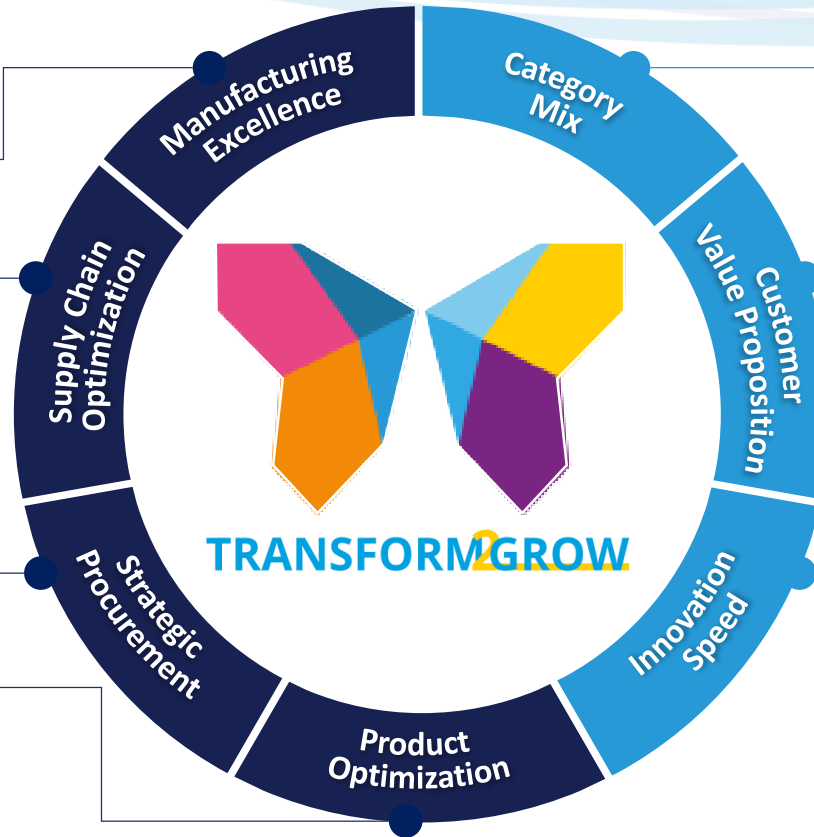 Manufacturing
Excellence
Category
Mix
Supply Chain
Optimization
Customer
Value Proposition
TRANSFORM2GROW
Strategic
Procurement
Innovation
Speed
Product
Optimization